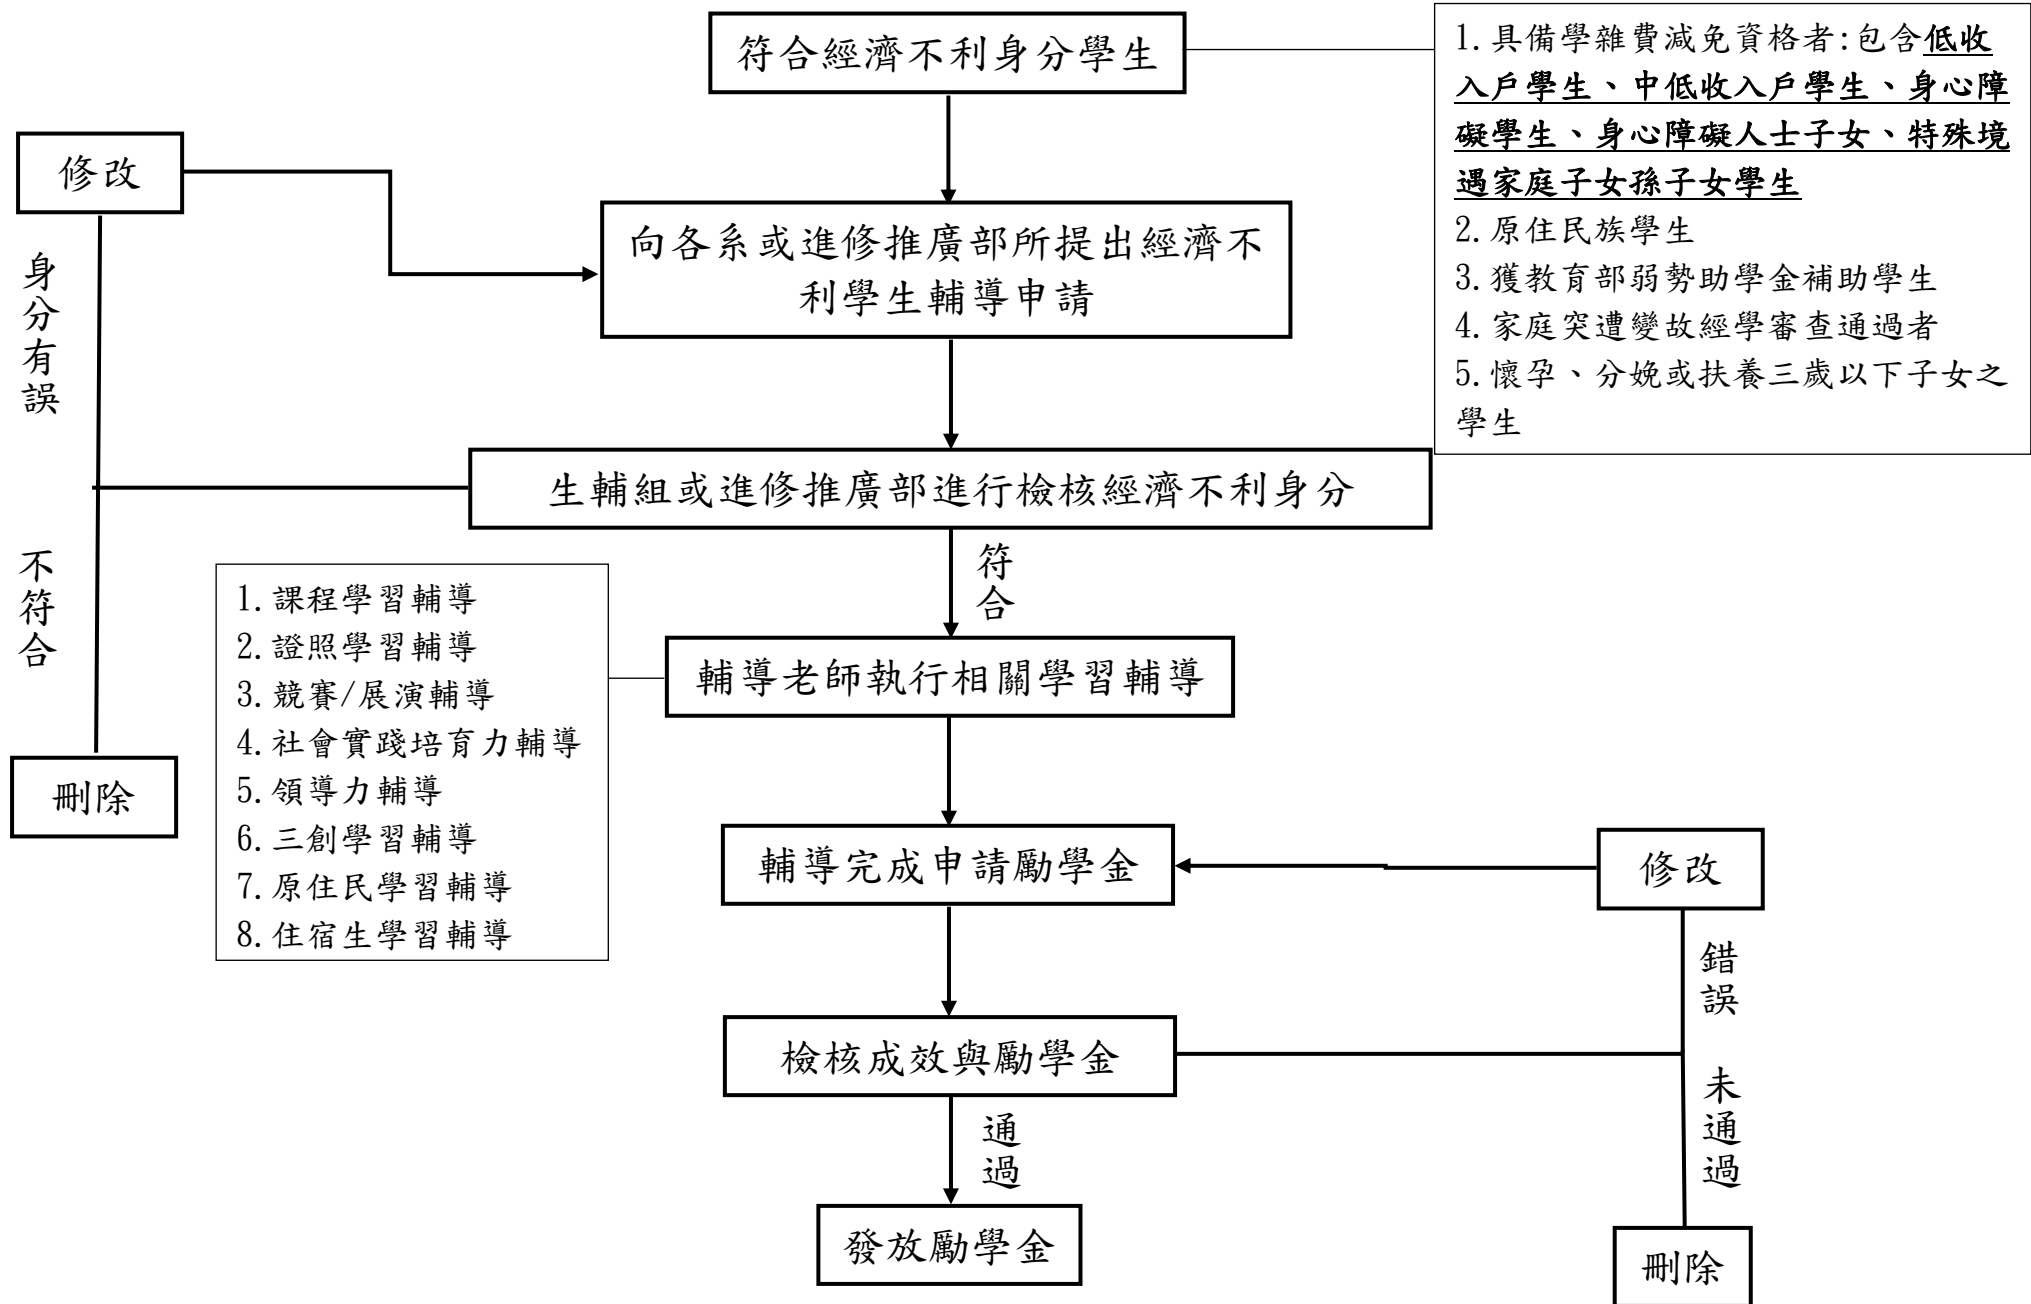 符合經濟不利身分學生
1.具備學雜費減免資格者:包含低收
入戶學生、中低收入戶學生、身心障
礙學生、身心障礙人士子女、特殊境
遇家庭子女孫子女學生
2.原住民族學生
3.獲教育部弱勢助學金補助學生
4.家庭突遭變故經學審查通過者
5.懷孕、分娩或扶養三歲以下子女之
學生
修改
向各系或進修推廣部所提出經濟不
利學生輔導申請
身分有誤
生輔組或進修推廣部進行檢核經濟不利身分
不符合
符合
1.課程學習輔導
2.證照學習輔導
3.競賽/展演輔導
4.社會實踐培育力輔導
5.領導力輔導
6.三創學習輔導
7.原住民學習輔導
8.住宿生學習輔導
輔導老師執行相關學習輔導
刪除
輔導完成申請勵學金
修改
錯誤
檢核成效與勵學金
未通過
通過
發放勵學金
刪除